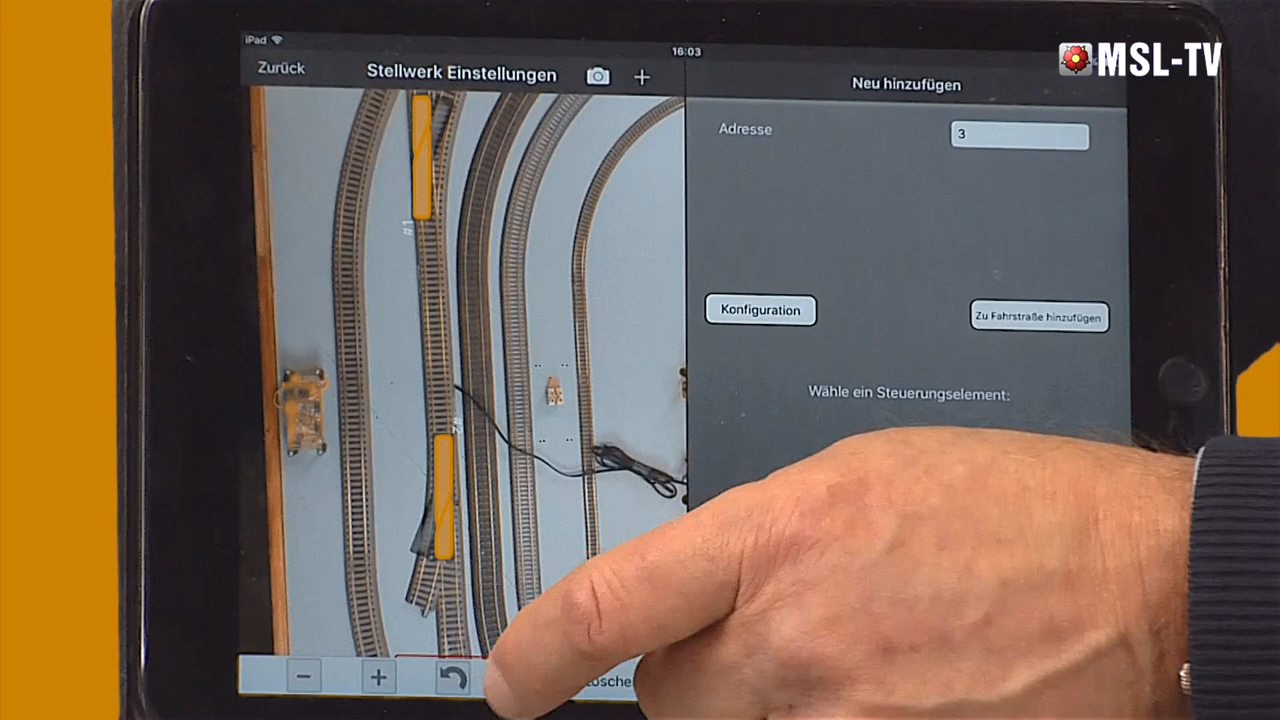 iPad
16:03
MSL-TV
Zurück
Stellwerk Einstellungen
+
Neu hinzufügen
Adresse
3
#1
Konfiguration
Zu Fahrstraße hinzufügen
Wähle ein Steuerungselement:
− +